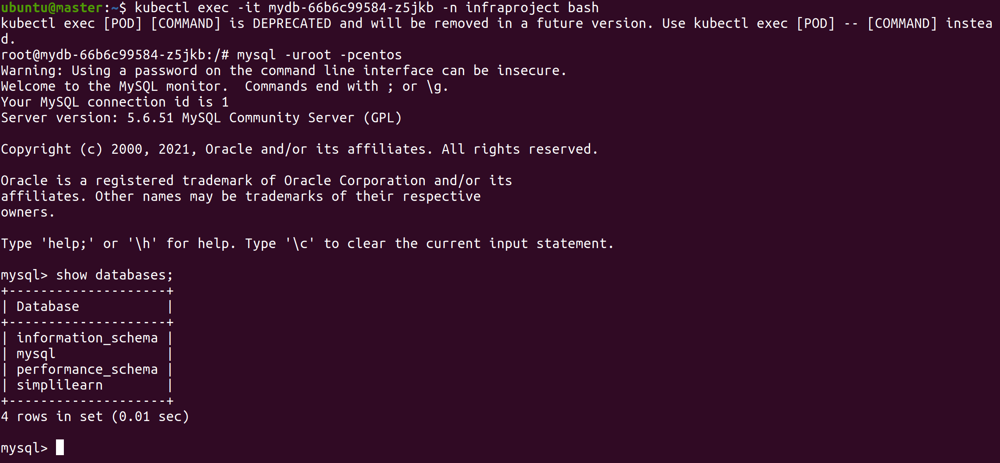 ubuntu@master:~$ kubectl exec -it mydb-66b6c99584-z5jkb -n infraproject bash
kubectl exec [POD] [COMMAND] is DEPRECATED and will be removed in a future version. Use kubectl exec [POD] -- [COMMAND] instea
d.
root@mydb-66b6c99584-z5jkb:/# mysql -uroot -pcentos
Warning: Using a password on the command line interface can be insecure.
Welcome to the MySQL monitor.  Commands end with ; or \g.
Your MySQL connection id is 1
Server version: 5.6.51 MySQL Community Server (GPL)

Copyright (c) 2000, 2021, Oracle and/or its affiliates. All rights reserved.

Oracle is a registered trademark of Oracle Corporation and/or its
affiliates. Other names may be trademarks of their respective
owners.

Type 'help;' or '\h' for help. Type '\c' to clear the current input statement.

mysql> show databases;
+--------------------+
| Database           |
+--------------------+
| information_schema |
| mysql              |
| performance_schema |
| simplilearn        |
+--------------------+
4 rows in set (0.01 sec)

mysql>